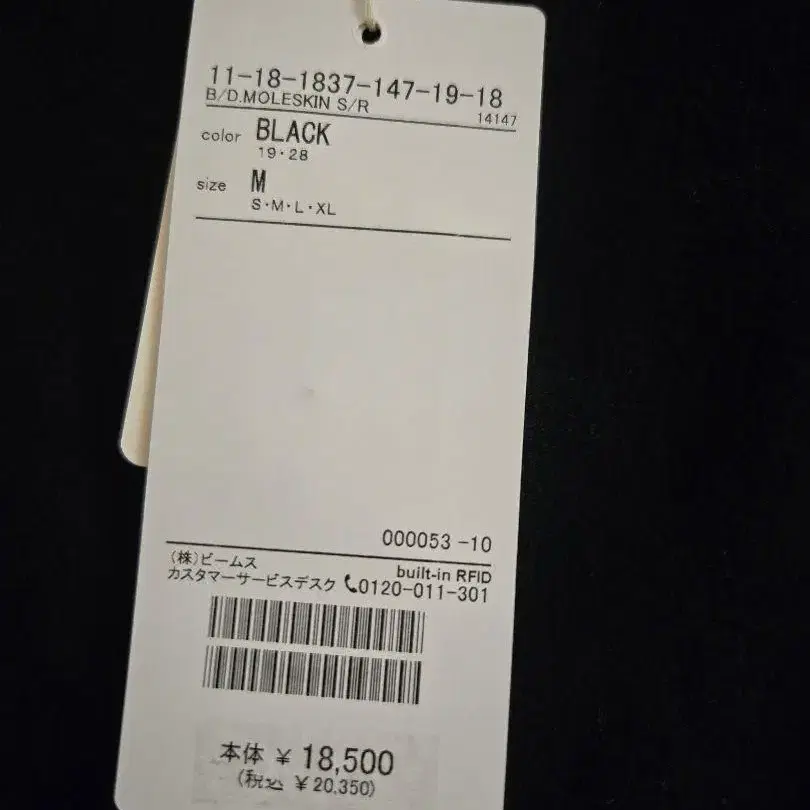 11-18-1837-147-19-18
B/D.MOLESKIN S/R
14147
color BLACK
19・28
size M
S・M・L・XL
000053 -10
(株)ビームス
built-in RFID
カスタマーサービスデスク 0120-011-301
本体 ¥ 18,500
(税込 ¥ 20,350)